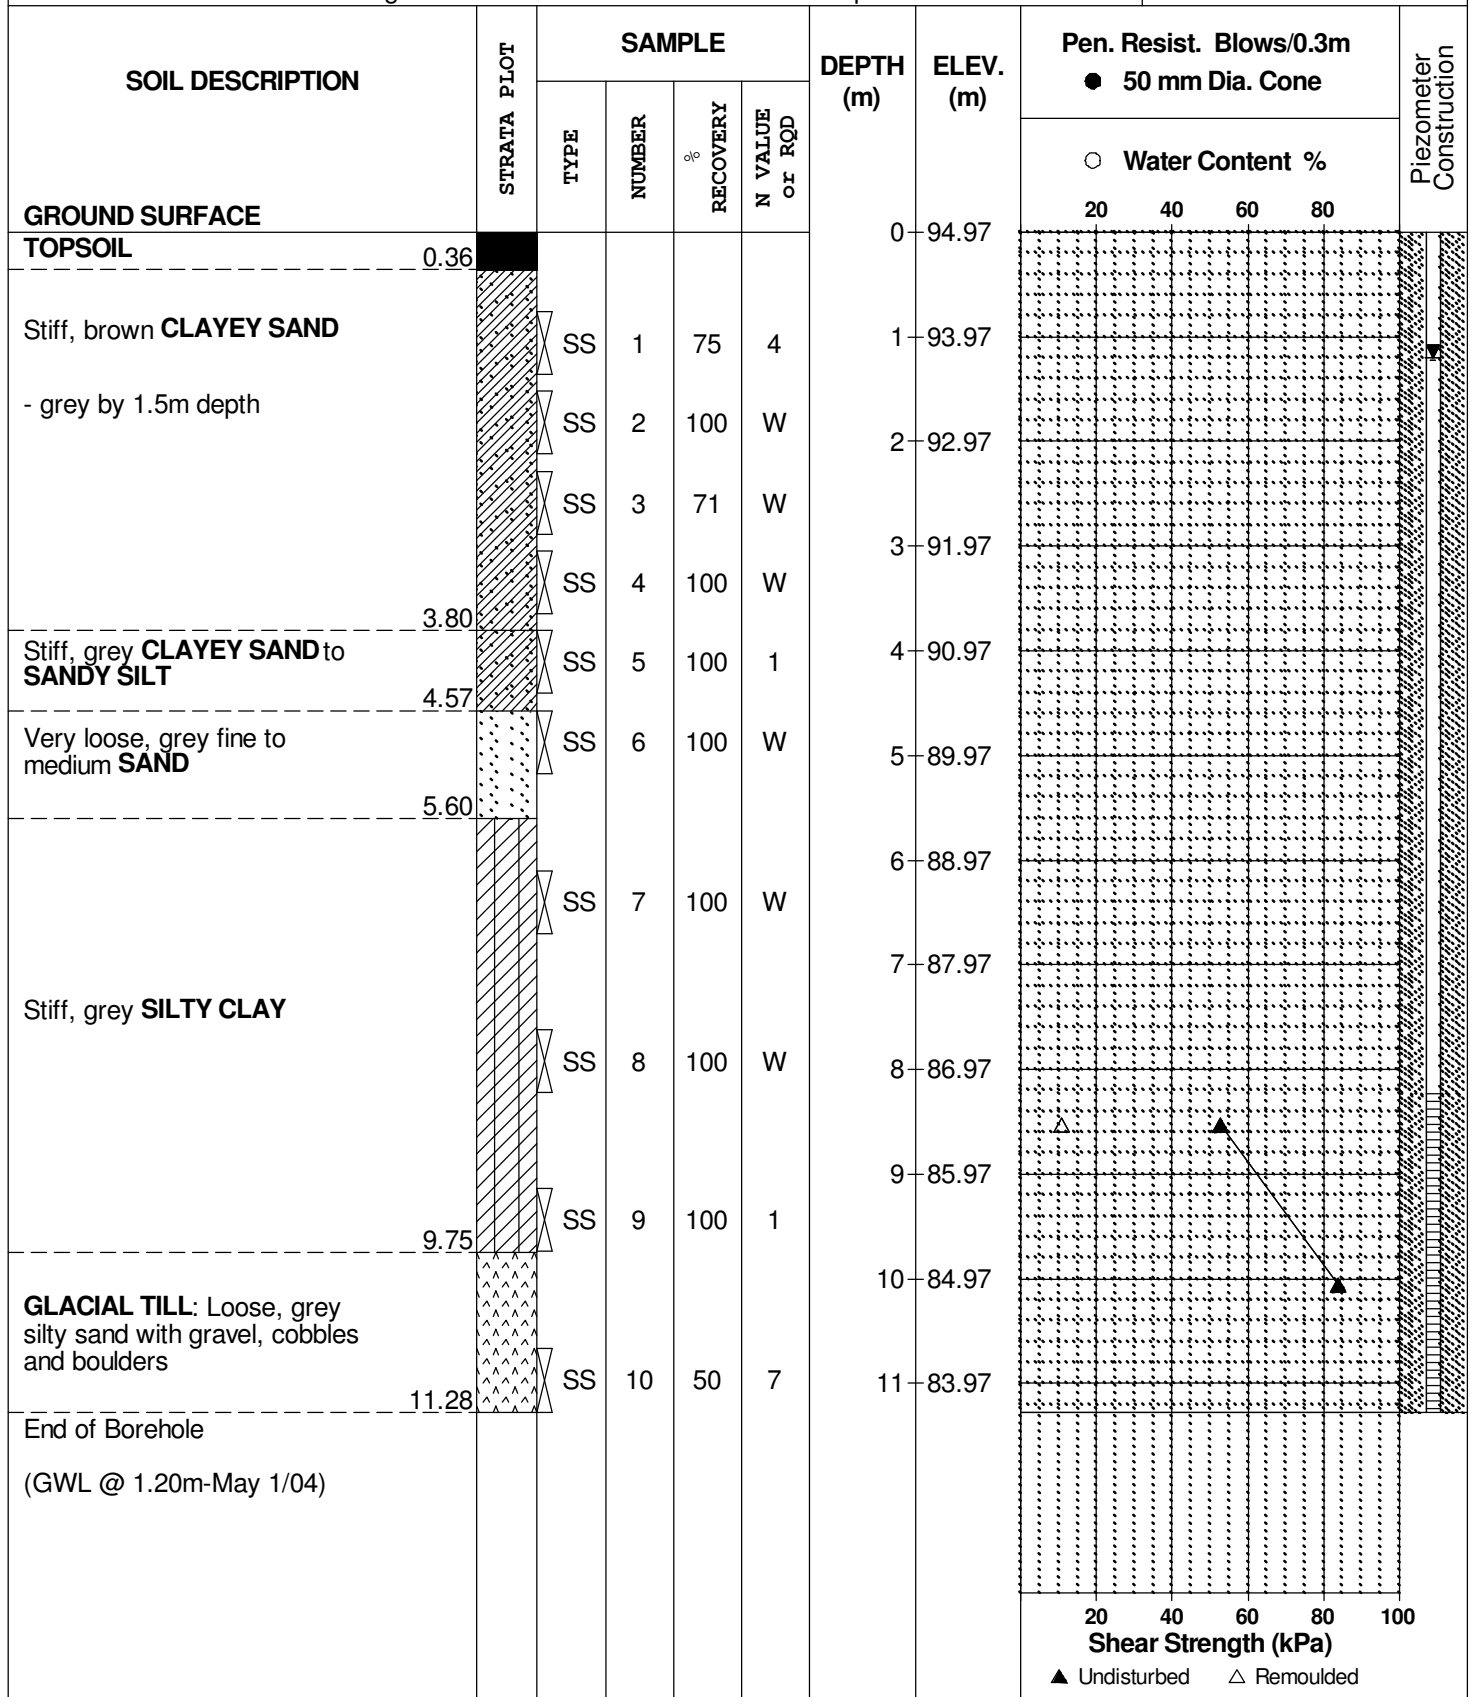 SOIL DESCRIPTION
STRATA PLOT
SAMPLE
TYPE
NUMBER
% RECOVERY
N VALUE or RQD
DEPTH (m)
ELEV. (m)
Pen. Resist. Blows/0.3m
● 50 mm Dia. Cone
○ Water Content %
20 40 60 80
Piezometer Construction
GROUND SURFACE
0 94.97
TOPSOIL
0.36
Stiff, brown CLAYEY SAND
SS 1 75 4
1 93.97
- grey by 1.5m depth
SS 2 100 W
2 92.97
SS 3 71 W
3 91.97
SS 4 100 W
3.80
Stiff, grey CLAYEY SAND to
SANDY SILT
SS 5 100 1
4 90.97
4.57
Very loose, grey fine to
medium SAND
SS 6 100 W
5 89.97
5.60
6 88.97
SS 7 100 W
7 87.97
Stiff, grey SILTY CLAY
SS 8 100 W
8 86.97
9 85.97
SS 9 100 1
9.75
10 84.97
GLACIAL TILL: Loose, grey
silty sand with gravel, cobbles
and boulders
SS 10 50 7
11 83.97
11.28
End of Borehole
(GWL @ 1.20m-May 1/04)
20 40 60 80 100
Shear Strength (kPa)
▲ Undisturbed △ Remoulded